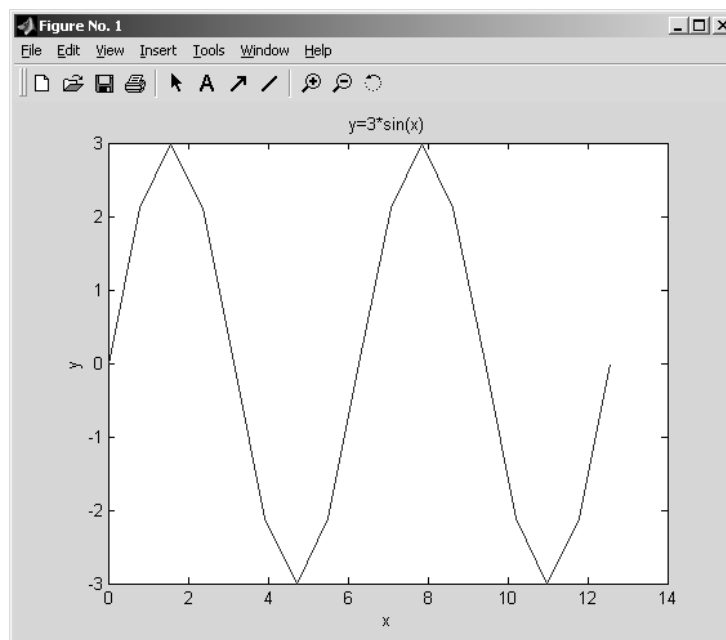 Figure No. 1
File Edit View Insert Tools Window Help
A
y=3*sin(x)
3
2
1
0
-1
-2
-3
y
0 2 4 6 8 10 12 14
x